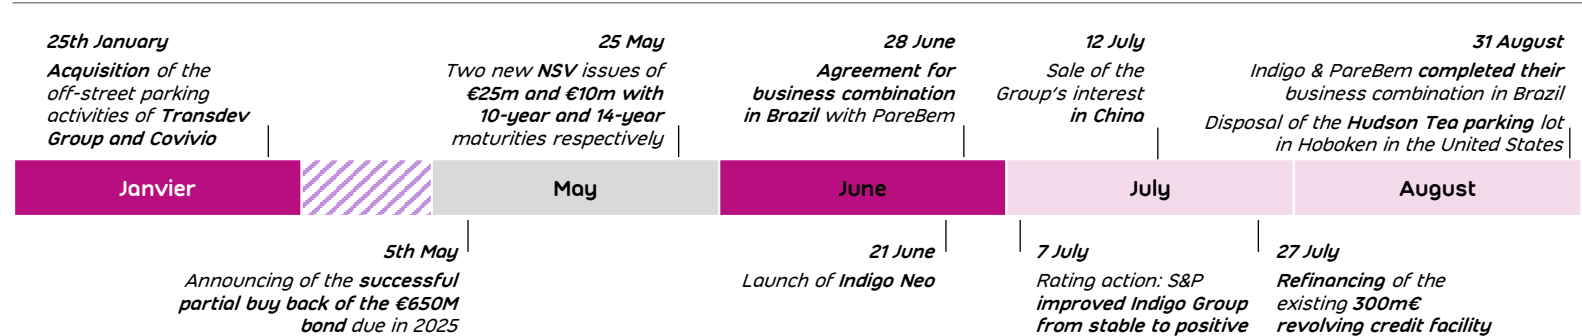 25th January
Acquisition of the
off-street parking
activities of Transdev
Group and Covivio
25 May
Two new NSV issues of
€25m and €10m with
10-year and 14-year
maturities respectively
28 June
Agreement for
business combination
in Brazil with PareBem
12 July
Sale of the
Group's interest
in China
31 August
Indigo & PareBem completed their
business combination in Brazil
Disposal of the Hudson Tea parking lot
in Hoboken in the United States
Janvier
May
June
July
August
5th May
Announcing of the successful
partial buy back of the €650M
bond due in 2025
21 June
Launch of Indigo Neo
7 July
Rating action: S&P
improved Indigo Group
from stable to positive
27 July
Refinancing of the
existing 300m€
revolving credit facility